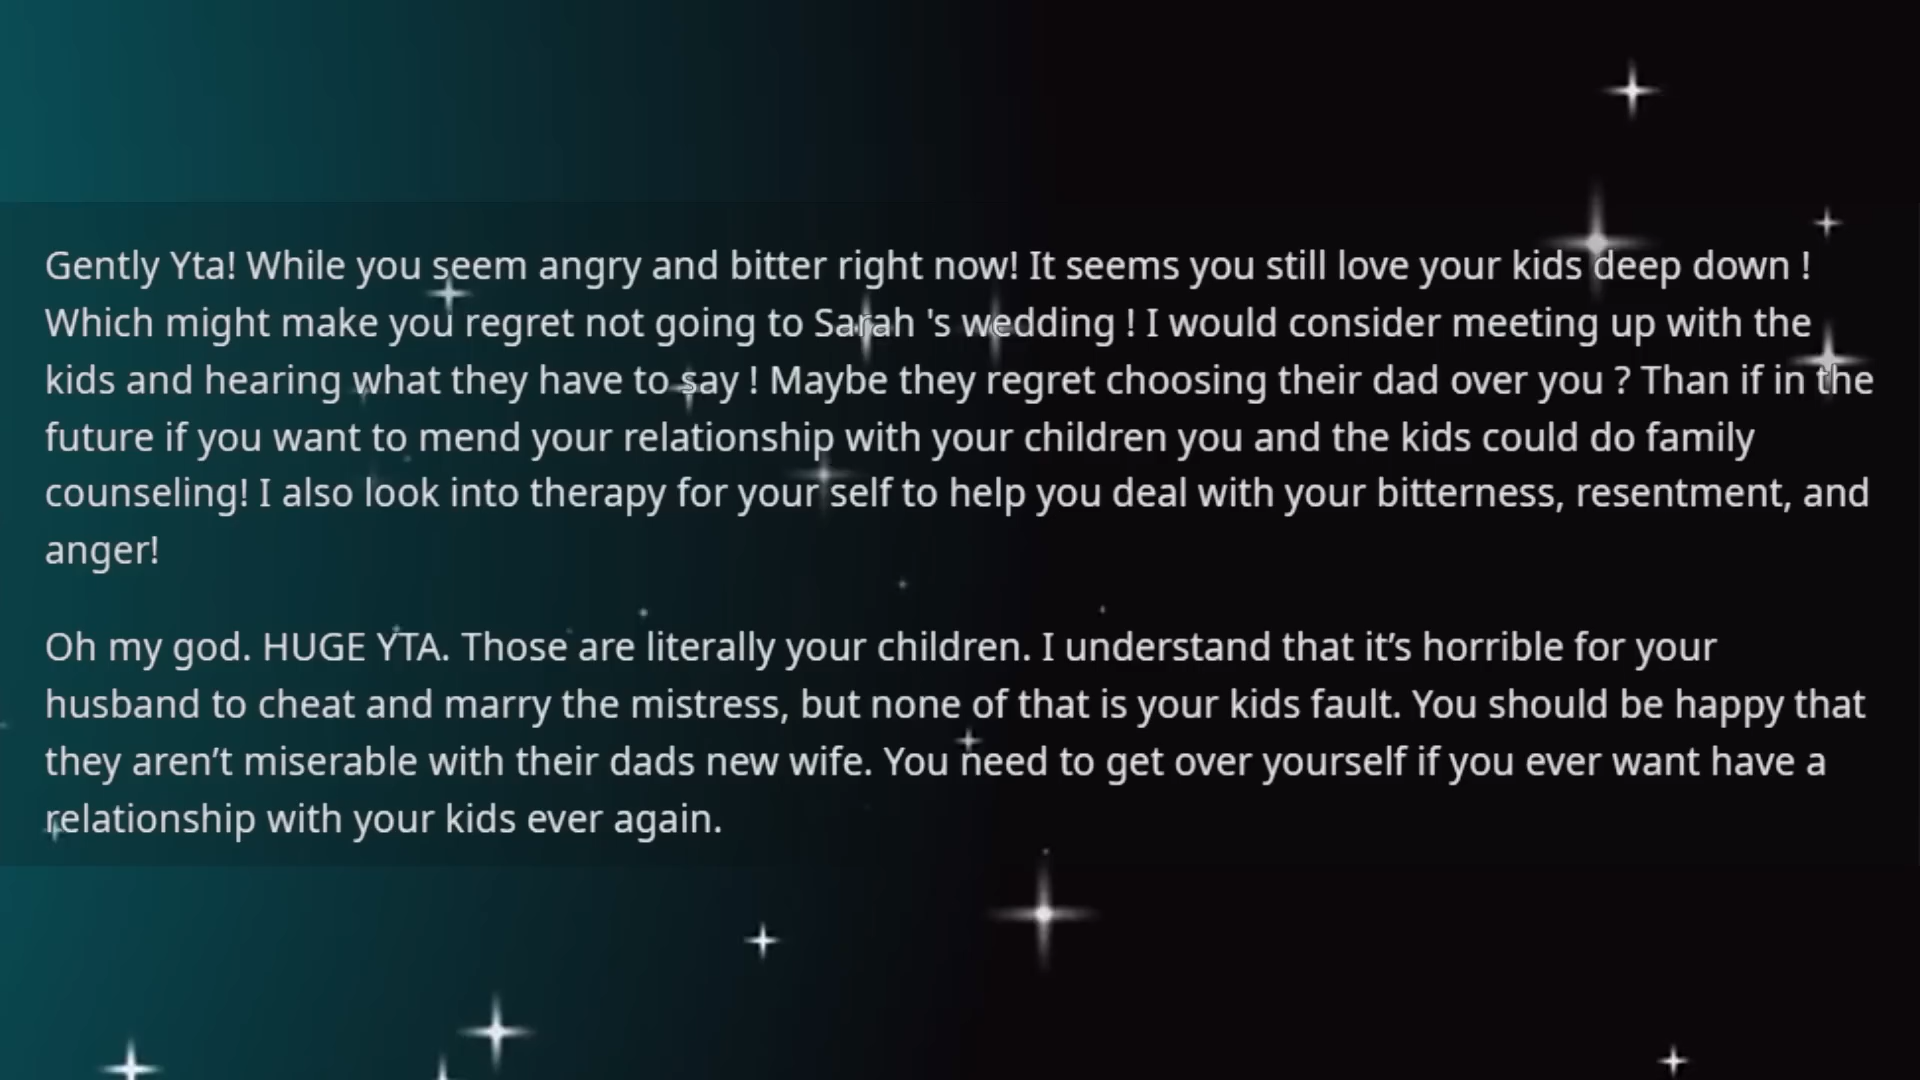 Gently Yta! While you seem angry and bitter right now! It seems you still love your kids deep down !
Which might make you regret not going to Sarah 's wedding ! I would consider meeting up with the
kids and hearing what they have to say ! Maybe they regret choosing their dad over you ? Than if in the
future if you want to mend your relationship with your children you and the kids could do family
counseling! I also look into therapy for your self to help you deal with your bitterness, resentment, and
anger!
Oh my god. HUGE YTA. Those are literally your children. I understand that it’s horrible for your
husband to cheat and marry the mistress, but none of that is your kids fault. You should be happy that
they aren’t miserable with their dads new wife. You need to get over yourself if you ever want have a
relationship with your kids ever again.